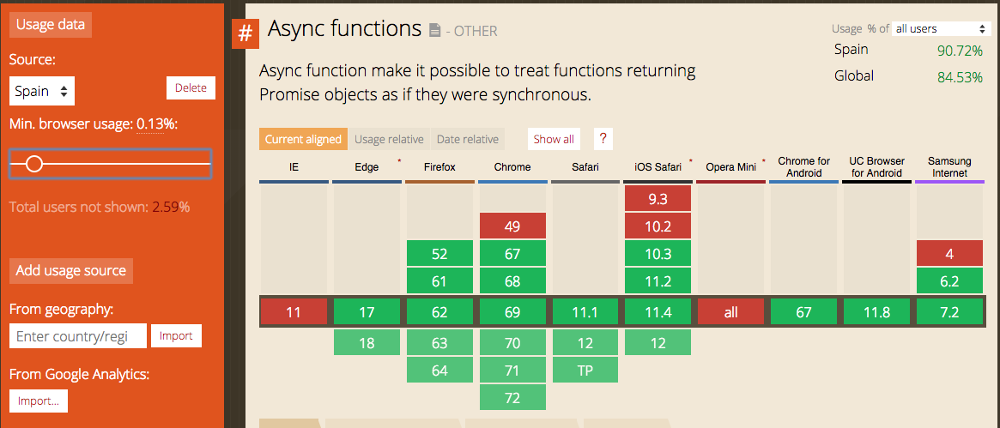 Usage data
Source:
Spain
Delete
Min. browser usage: 0.13%:
Total users not shown: 2.59%
Add usage source
From geography:
Enter country/regi
Import
From Google Analytics:
Import...
# Async functions - OTHER
Usage % of all users
Spain 90.72%
Global 84.53%
Async function make it possible to treat functions returning
Promise objects as if they were synchronous.
Current aligned Usage relative Date relative Show all ?
IE Edge * Firefox Chrome Safari iOS Safari * Opera Mini * Chrome for Android UC Browser for Android Samsung Internet
9.3
49 10.2
52 67 10.3 4
61 68 11.2 6.2
11 17 62 69 11.1 11.4 all 67 11.8 7.2
18 63 70 12 12
64 71 TP
72